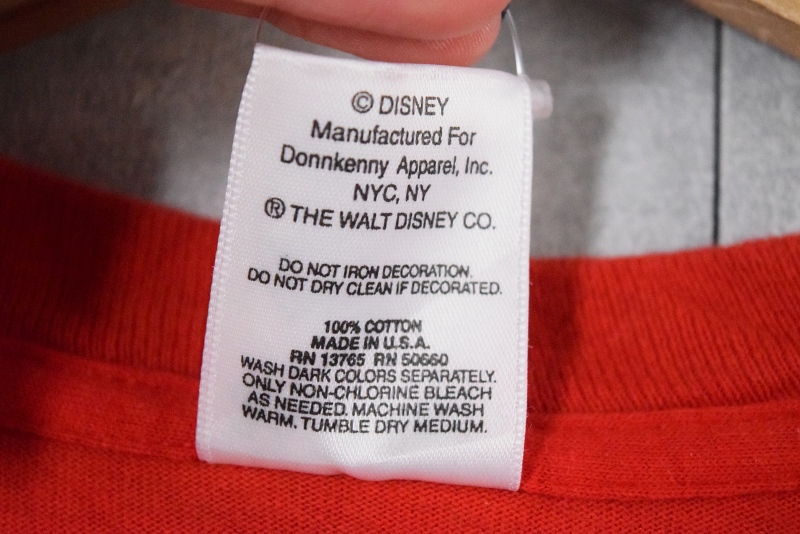 © DISNEY
Manufactured For
Donnkenny Apparel, Inc.
NYC, NY
® THE WALT DISNEY CO.
DO NOT IRON DECORATION.
DO NOT DRY CLEAN IF DECORATED.
100% COTTON
MADE IN U.S.A.
RN 13765 RN 50660
WASH DARK COLORS SEPARATELY.
ONLY NON-CHLORINE BLEACH
AS NEEDED. MACHINE WASH
WARM. TUMBLE DRY MEDIUM.